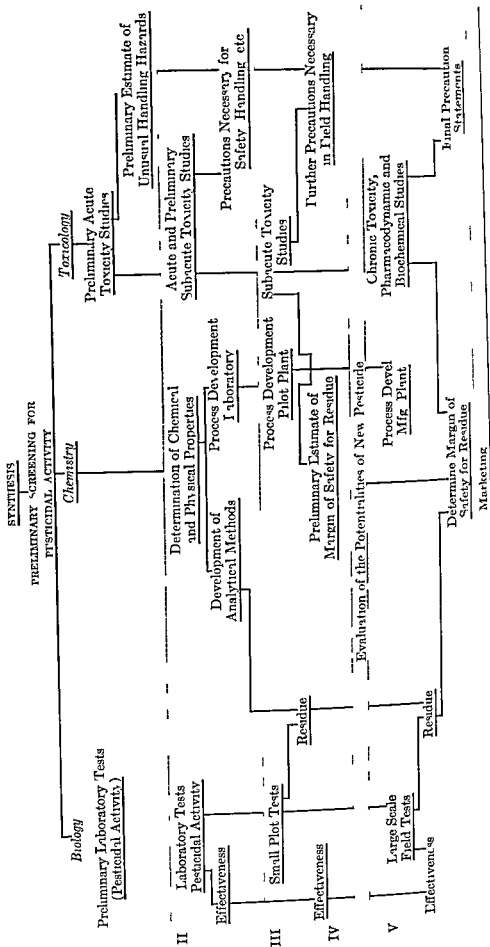 SYNTHESIS
PRELIMINARY SCREENING FOR
PESTICIDAL ACTIVITY
Biology
Chemistry
Toxicology
Preliminary Laboratory Tests
(Pesticidal Activity)
Preliminary Acute
Toxicity Studies
Preliminary Estimate of
Unusual Handling Hazards
II
Laboratory Tests
Pesticidal Activity
Effectiveness
Determination of Chemical
and Physical Properties
Development of
Analytical Methods
Process Development
Laboratory
Acute and Preliminary
Subacute Toxicity Studies
Precautions Necessary for
Safety Handling etc
III
Small Plot Tests
Effectiveness
Residue
Process Development
Pilot Plant
Preliminary Estimate of
Margin of Safety for Residue
Subacute Toxicity
Studies
Further Precautions Necessary
in Field Handling
IV
Evaluation of the Potentialities of New Pesticide
V
Large Scale
Field Tests
Effectiveness
Residue
Process Devel
Mfg Plant
Chronic Toxicity,
Pharmacodynamic and
Biochemical Studies
Determine Margin of
Safety for Residue
Final Precaution
Statements
Marketing